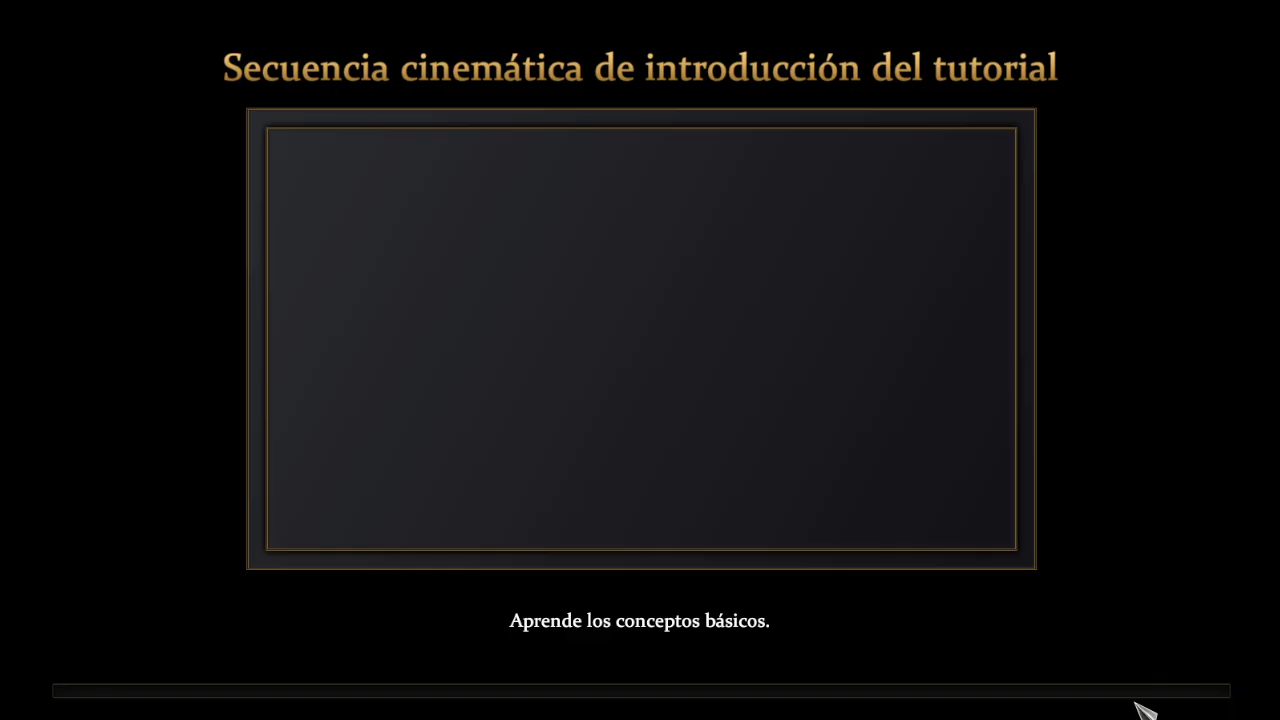 Secuencia cinemática de introducción del tutorial
Aprende los conceptos básicos.